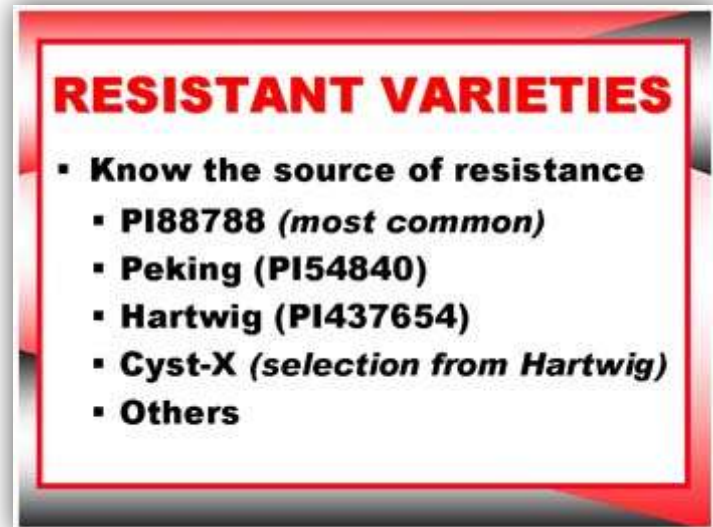 RESISTANT VARIETIES
▪ Know the source of resistance
▪ PI88788 (most common)
▪ Peking (PI54840)
▪ Hartwig (PI437654)
▪ Cyst-X (selection from Hartwig)
▪ Others